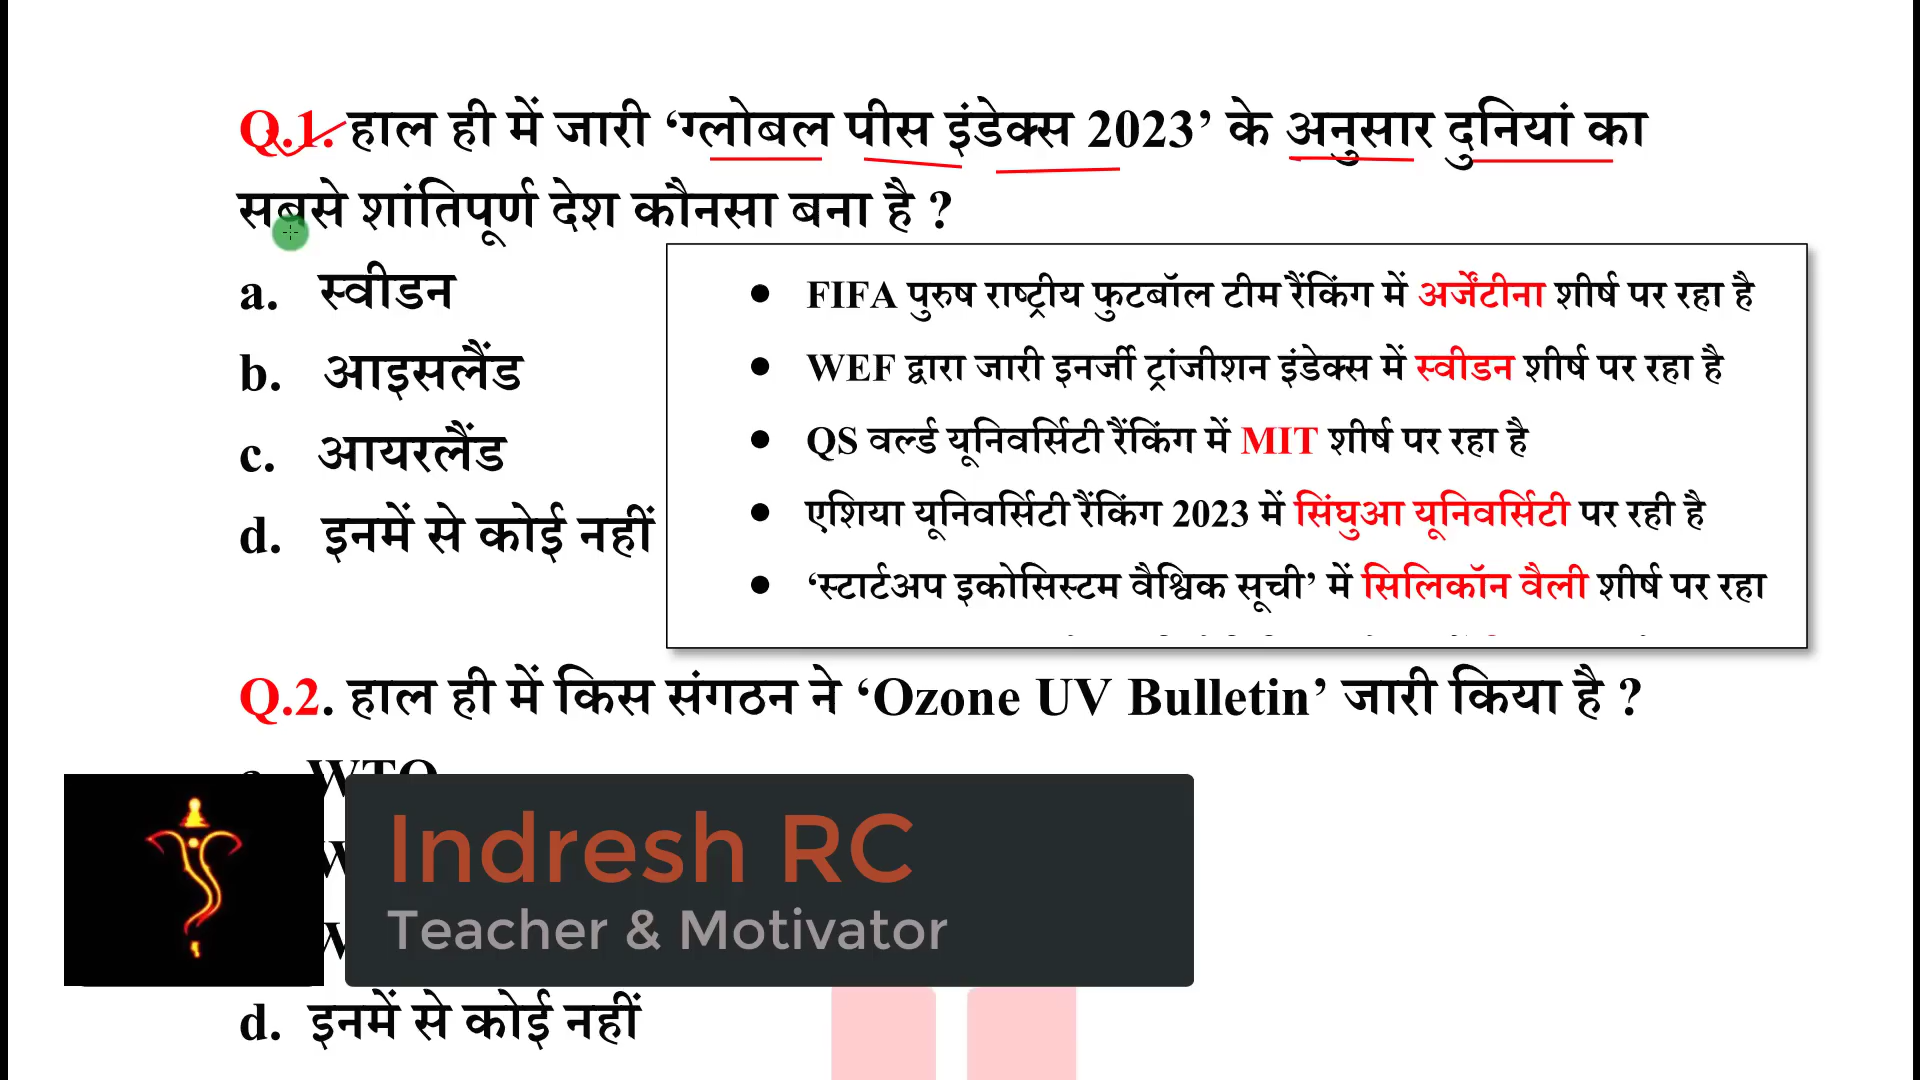 Q.1. हाल ही में जारी ‘ग्लोबल पीस इंडेक्स 2023’ के अनुसार दुनियां का
सबसे शांतिपूर्ण देश कौनसा बना है ?
a. स्वीडन
b. आइसलैंड
c. आयरलैंड
d. इनमें से कोई नहीं
● FIFA पुरुष राष्ट्रीय फुटबॉल टीम रैंकिंग में अर्जेंटीना शीर्ष पर रहा है
● WEF द्वारा जारी इनर्जी ट्रांजीशन इंडेक्स में स्वीडन शीर्ष पर रहा है
● QS वर्ल्ड यूनिवर्सिटी रैंकिंग में MIT शीर्ष पर रहा है
● एशिया यूनिवर्सिटी रैंकिंग 2023 में सिंघुआ यूनिवर्सिटी पर रही है
● ‘स्टार्टअप इकोसिस्टम वैश्विक सूची’ में सिलिकॉन वैली शीर्ष पर रहा
Q.2. हाल ही में किस संगठन ने ‘Ozone UV Bulletin’ जारी किया है ?
a. WTO
Indresh RC
Teacher & Motivator
d. इनमें से कोई नहीं